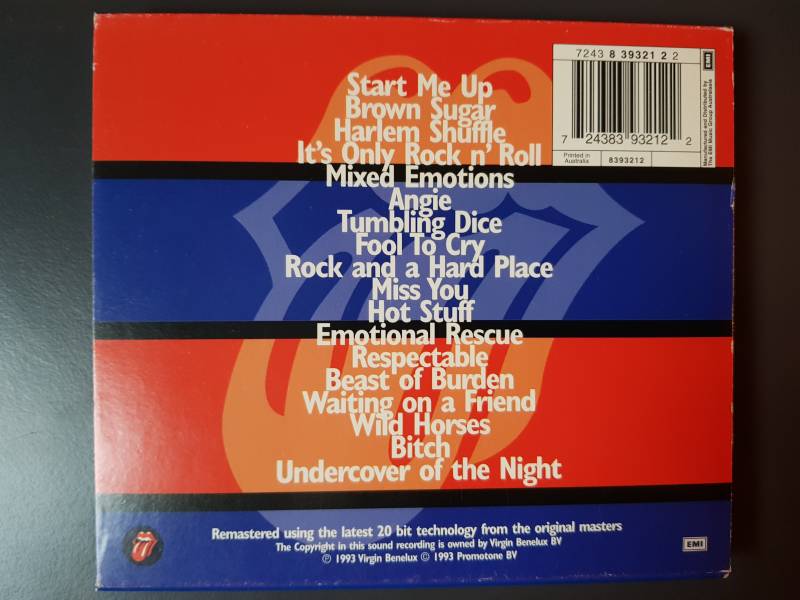 7243 8 39321 2 2
7 24383 93212 2
Printed in
Australia
8393212
Manufactured and Distributed by
The EMI Music Group Australasia
EMI
Start Me Up
Brown Sugar
Harlem Shuffle
It's Only Rock n' Roll
Mixed Emotions
Angie
Tumbling Dice
Fool To Cry
Rock and a Hard Place
Miss You
Hot Stuff
Emotional Rescue
Respectable
Beast of Burden
Waiting on a Friend
Wild Horses
Bitch
Undercover of the Night
Remastered using the latest 20 bit technology from the original masters
The Copyright in this sound recording is owned by Virgin Benelux BV
℗ 1993 Virgin Benelux © 1993 Promotone BV
EMI